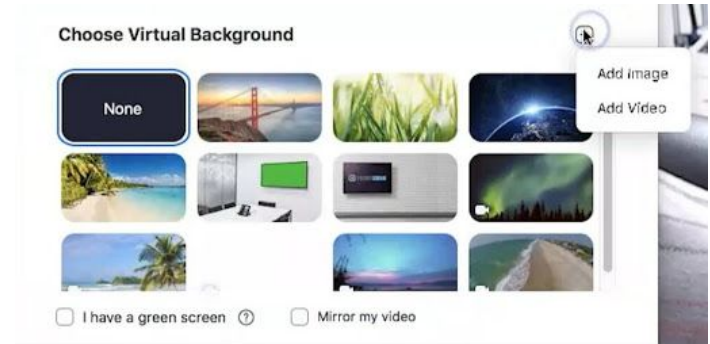 Choose Virtual Background
Add Image
Add Video
None
I have a green screen ?
Mirror my video